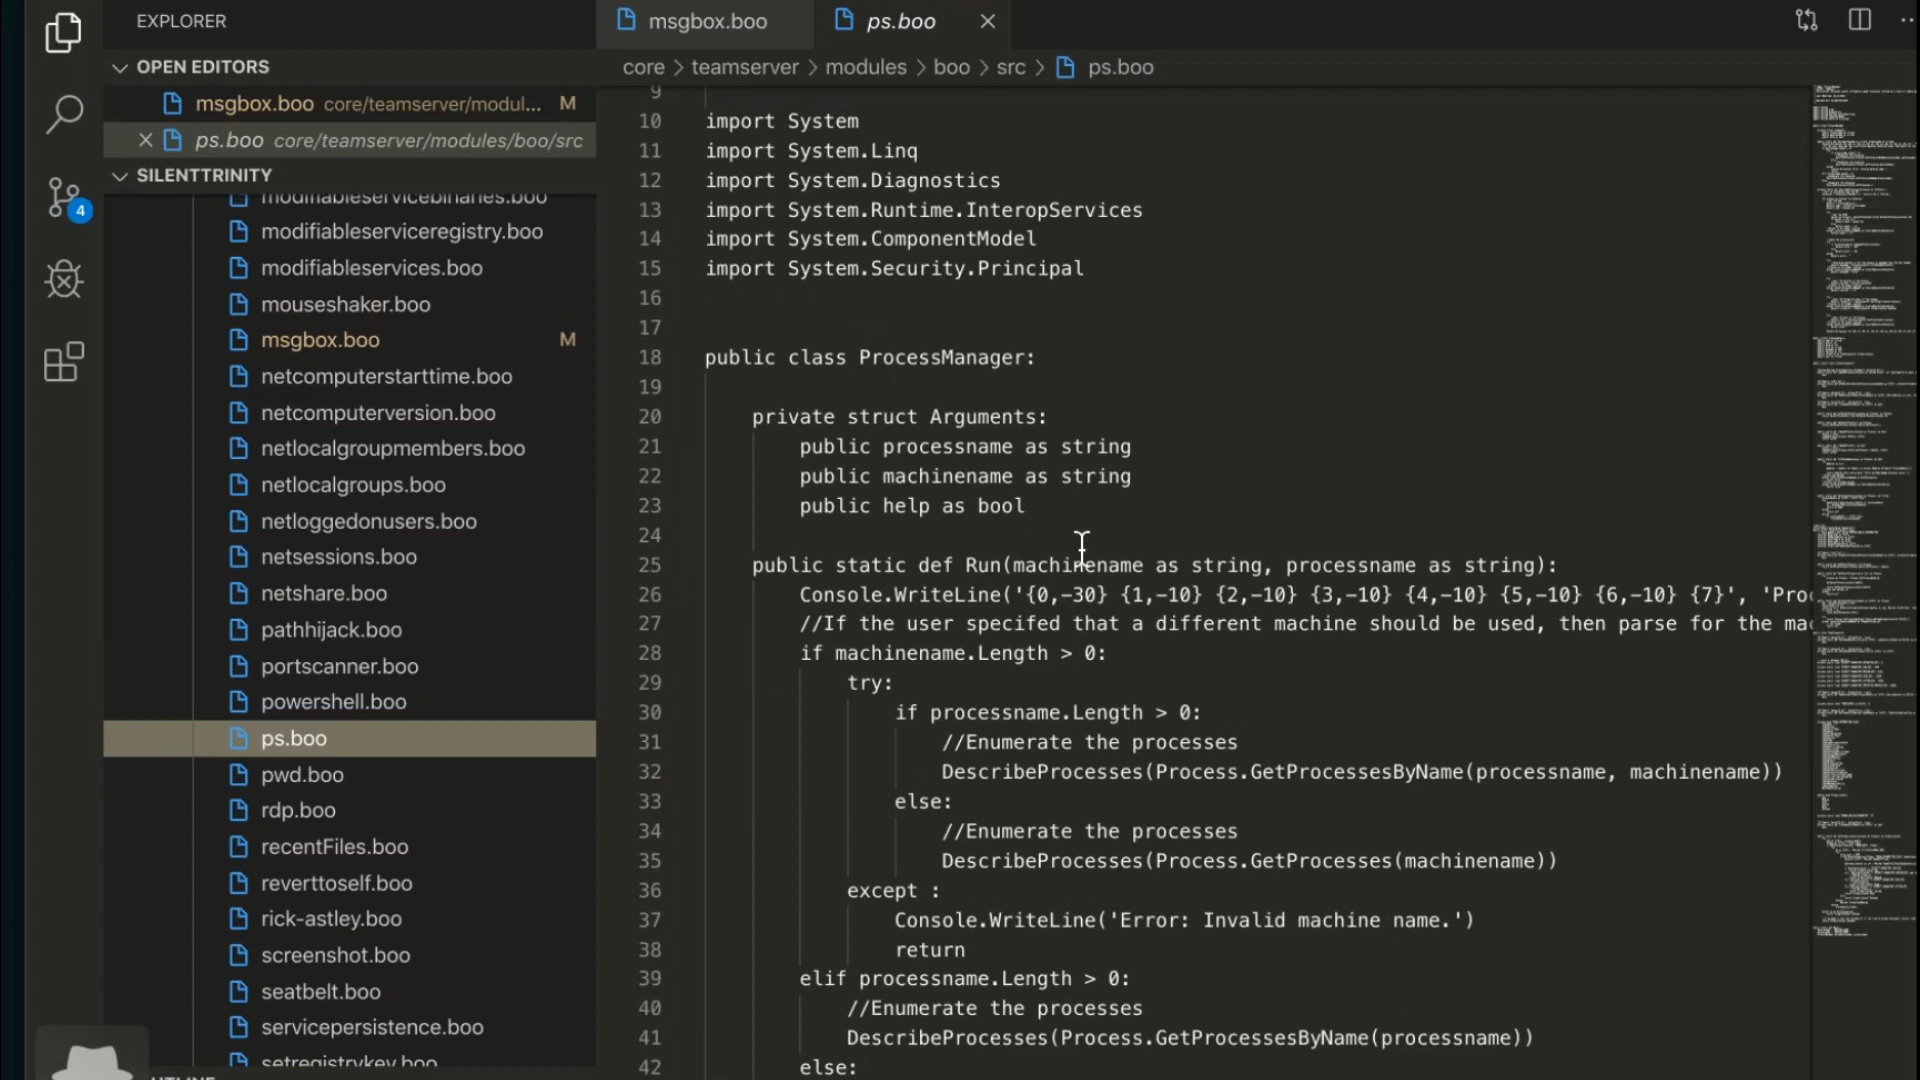 EXPLORER
OPEN EDITORS
msgbox.boo core/teamserver/modul... M
ps.boo core/teamserver/modules/boo/src
SILENTTRINITY
modifiableservicebinaries.boo
modifiableserviceregistry.boo
modifiableservices.boo
mouseshaker.boo
msgbox.boo M
netcomputerstarttime.boo
netcomputerversion.boo
netlocalgroupmembers.boo
netlocalgroups.boo
netloggedonusers.boo
netsessions.boo
netshare.boo
pathhijack.boo
portscanner.boo
powershell.boo
ps.boo
pwd.boo
rdp.boo
recentFiles.boo
reverttoself.boo
rick-astley.boo
screenshot.boo
seatbelt.boo
servicepersistence.boo
setregistrykey.boo
4
msgbox.boo
ps.boo
core > teamserver > modules > boo > src > ps.boo
9
10 import System
11 import System.Linq
12 import System.Diagnostics
13 import System.Runtime.InteropServices
14 import System.ComponentModel
15 import System.Security.Principal
16
17
18 public class ProcessManager:
19
20 private struct Arguments:
21 public processname as string
22 public machinename as string
23 public help as bool
24
25 public static def Run(machinename as string, processname as string):
26 Console.WriteLine('{0,-30} {1,-10} {2,-10} {3,-10} {4,-10} {5,-10} {6,-10} {7}', 'Pro
27 //If the user specifed that a different machine should be used, then parse for the mac
28 if machinename.Length > 0:
29 try:
30 if processname.Length > 0:
31 //Enumerate the processes
32 DescribeProcesses(Process.GetProcessesByName(processname, machinename))
33 else:
34 //Enumerate the processes
35 DescribeProcesses(Process.GetProcesses(machinename))
36 except :
37 Console.WriteLine('Error: Invalid machine name.')
38 return
39 elif processname.Length > 0:
40 //Enumerate the processes
41 DescribeProcesses(Process.GetProcessesByName(processname))
42 else: